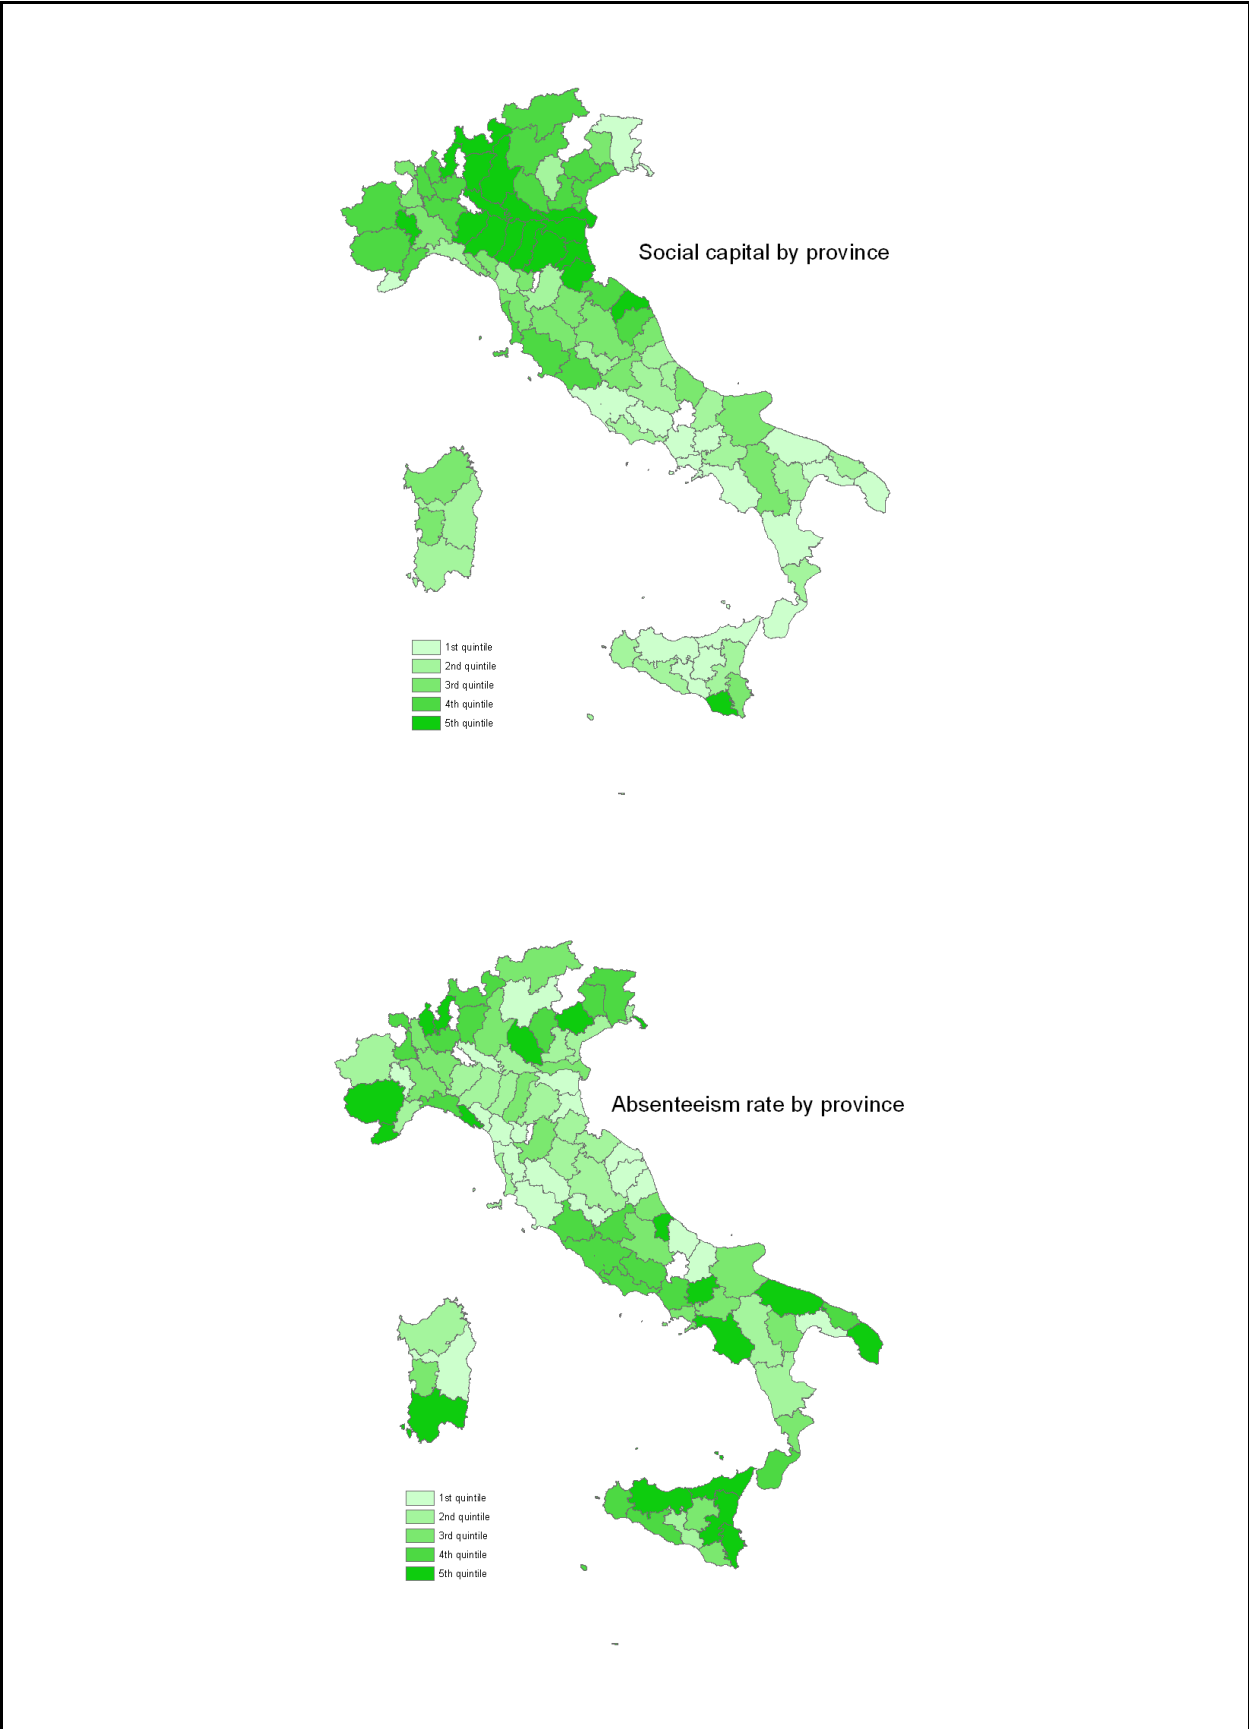 Social capital by province
1st quintile
2nd quintile
3rd quintile
4th quintile
5th quintile
Absenteeism rate by province
1st quintile
2nd quintile
3rd quintile
4th quintile
5th quintile